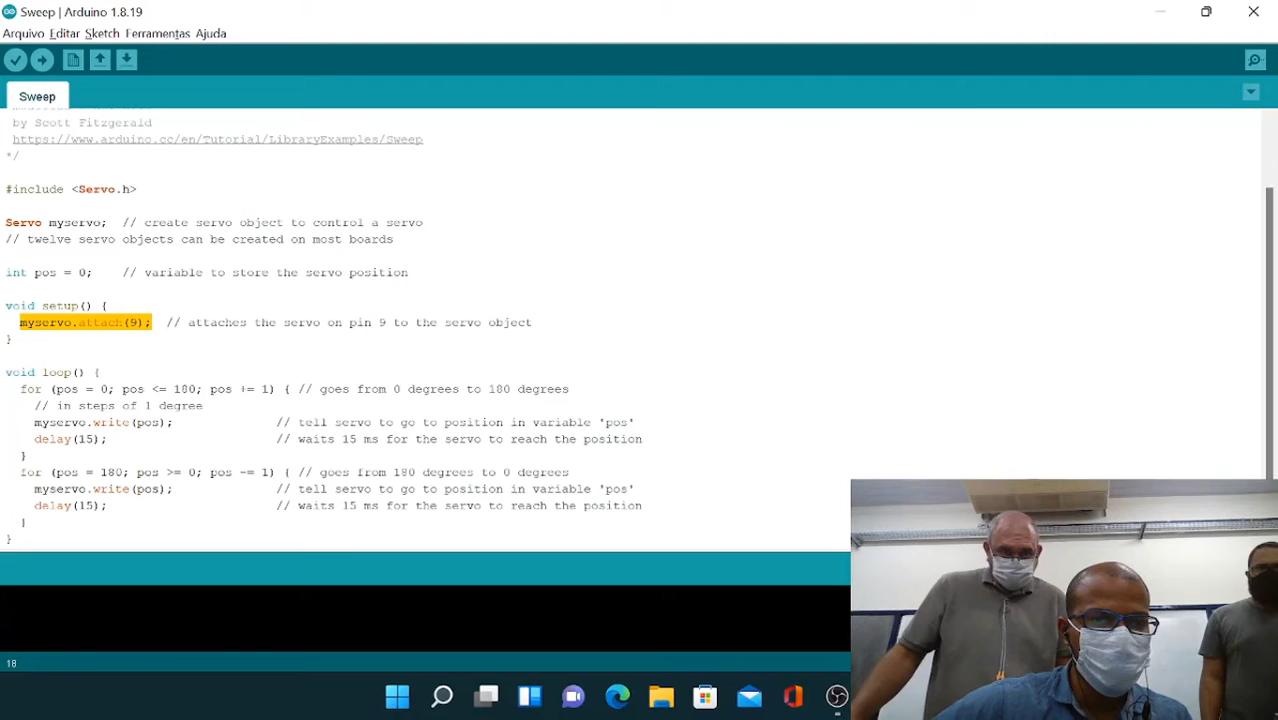 Sweep | Arduino 1.8.19
Arquivo Editar Sketch Ferramentas Ajuda
Sweep
by Scott Fitzgerald
https://www.arduino.cc/en/Tutorial/LibraryExamples/Sweep
*/
#include <Servo.h>
Servo myservo;  // create servo object to control a servo
// twelve servo objects can be created on most boards
int pos = 0;    // variable to store the servo position
void setup() {
myservo.attach(9);  // attaches the servo on pin 9 to the servo object
}
void loop() {
for (pos = 0; pos <= 180; pos += 1) { // goes from 0 degrees to 180 degrees
// in steps of 1 degree
myservo.write(pos);              // tell servo to go to position in variable 'pos'
delay(15);                       // waits 15 ms for the servo to reach the position
}
for (pos = 180; pos >= 0; pos -= 1) { // goes from 180 degrees to 0 degrees
myservo.write(pos);              // tell servo to go to position in variable 'pos'
delay(15);                       // waits 15 ms for the servo to reach the position
}
}
18